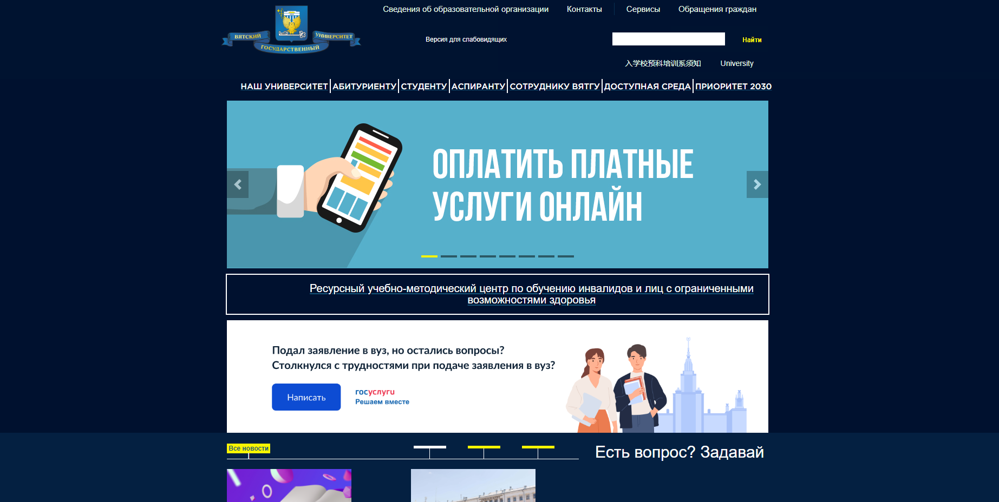 Сведения об образовательной организации Контакты Сервисы Обращения граждан
ВЯТСКИЙ ГОСУДАРСТВЕННЫЙ УНИВЕРСИТЕТ
Версия для слабовидящих Найти
入学校预科培训系须知 University
НАШ УНИВЕРСИТЕТ АБИТУРИЕНТУ СТУДЕНТУ АСПИРАНТУ СОТРУДНИКУ ВЯТГУ ДОСТУПНАЯ СРЕДА ПРИОРИТЕТ 2030
ОПЛАТИТЬ ПЛАТНЫЕ
УСЛУГИ ОНЛАЙН
Ресурсный учебно-методический центр по обучению инвалидов и лиц с ограниченными
возможностями здоровья
Подал заявление в вуз, но остались вопросы?
Столкнулся с трудностями при подаче заявления в вуз?
Написать
госуслуги
Решаем вместе
Все новости
Есть вопрос? Задавай